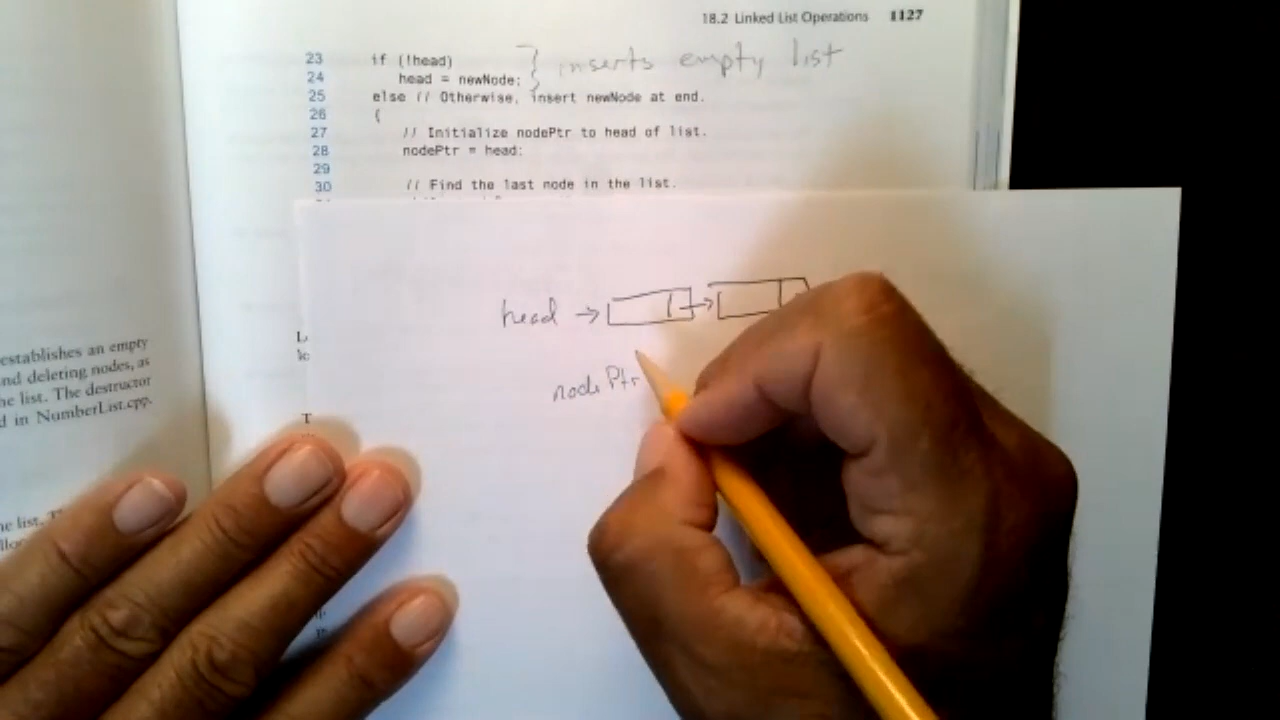 18.2 Linked List Operations 1127
23 if (!head) inserts empty list
24 head = newNode;
25 else // Otherwise, insert newNode at end.
26 {
27 // Initialize nodePtr to head of list.
28 nodePtr = head;
29
30 // Find the last node in the list.
head
nodePtr
establishes an empty
nd deleting nodes, as
he list. The destructor
d in NumberList.cpp.
T